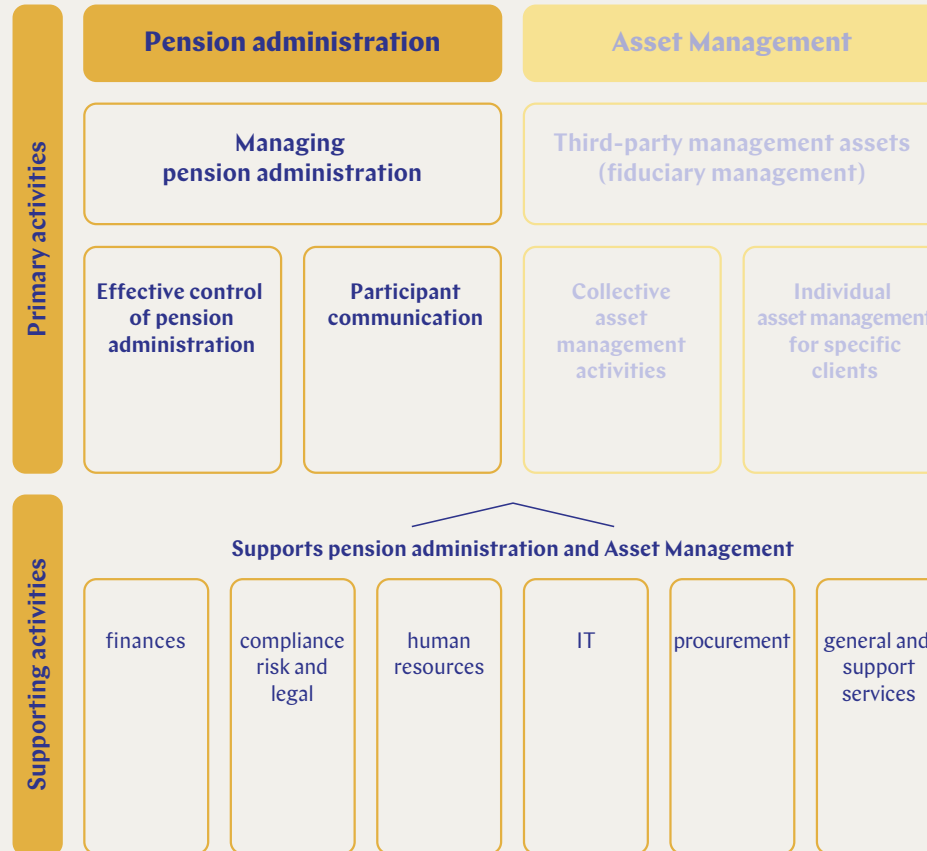 Primary activities
Pension administration
Asset Management
Managing
pension administration
Third-party management assets
(fiduciary management)
Effective control
of pension
administration
Participant
communication
Collective
asset
management
activities
Individual
asset management
for specific
clients
Supporting activities
Supports pension administration and Asset Management
finances
compliance
risk and
legal
human
resources
IT
procurement
general and
support
services